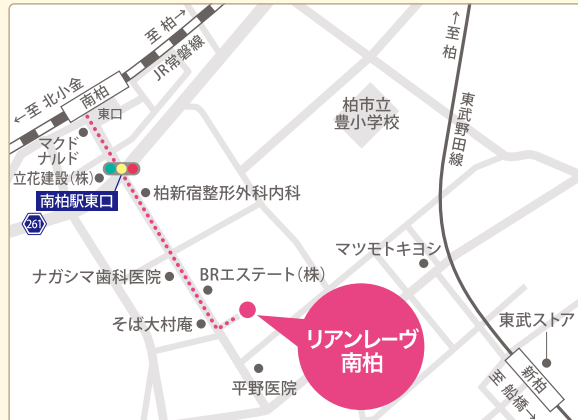 至 柏→
JR常磐線
←至 北小金
南柏
東口
マクド
ナルド
立花建設(株)
南柏駅東口
261
柏新宿整形外科内科
柏市立
豊小学校
←至 柏
東武野田線
マツモトキヨシ
ナガシマ歯科医院
BRエステート(株)
そば大村庵
リアンレーヴ
南柏
平野医院
東武ストア
新柏
至 船橋→